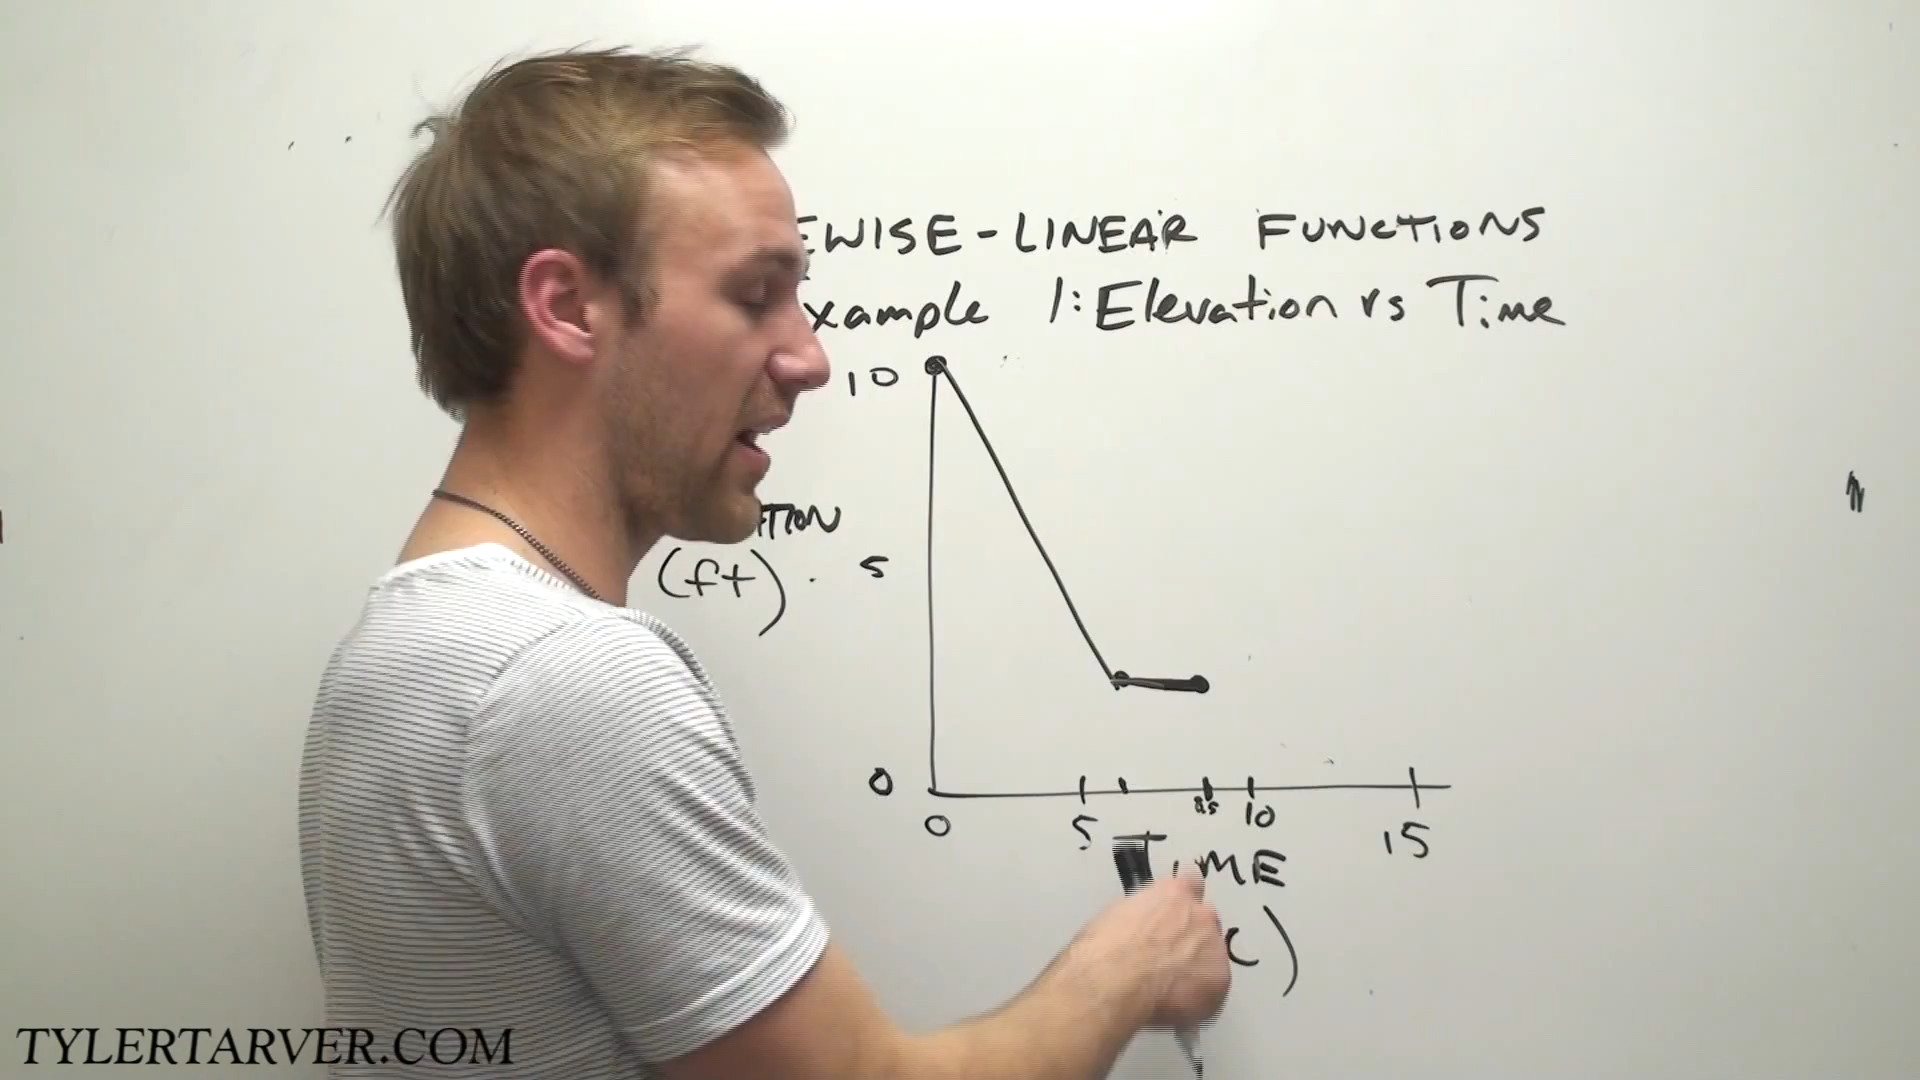 EWISE-LINEAR FUNCTIONS
xample 1: Elevation vs Time
10
TION
(ft)
5
0
0 5 8.5 10 15
TIME
C)
TYLERTARVER.COM